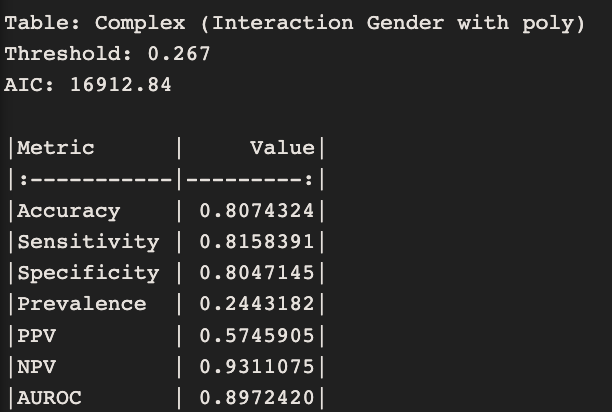 Table: Complex (Interaction Gender with poly)
Threshold: 0.267
AIC: 16912.84

|Metric      |     Value|
|:-----------|---------:|
|Accuracy    | 0.8074324|
|Sensitivity | 0.8158391|
|Specificity | 0.8047145|
|Prevalence  | 0.2443182|
|PPV         | 0.5745905|
|NPV         | 0.9311075|
|AUROC       | 0.8972420|